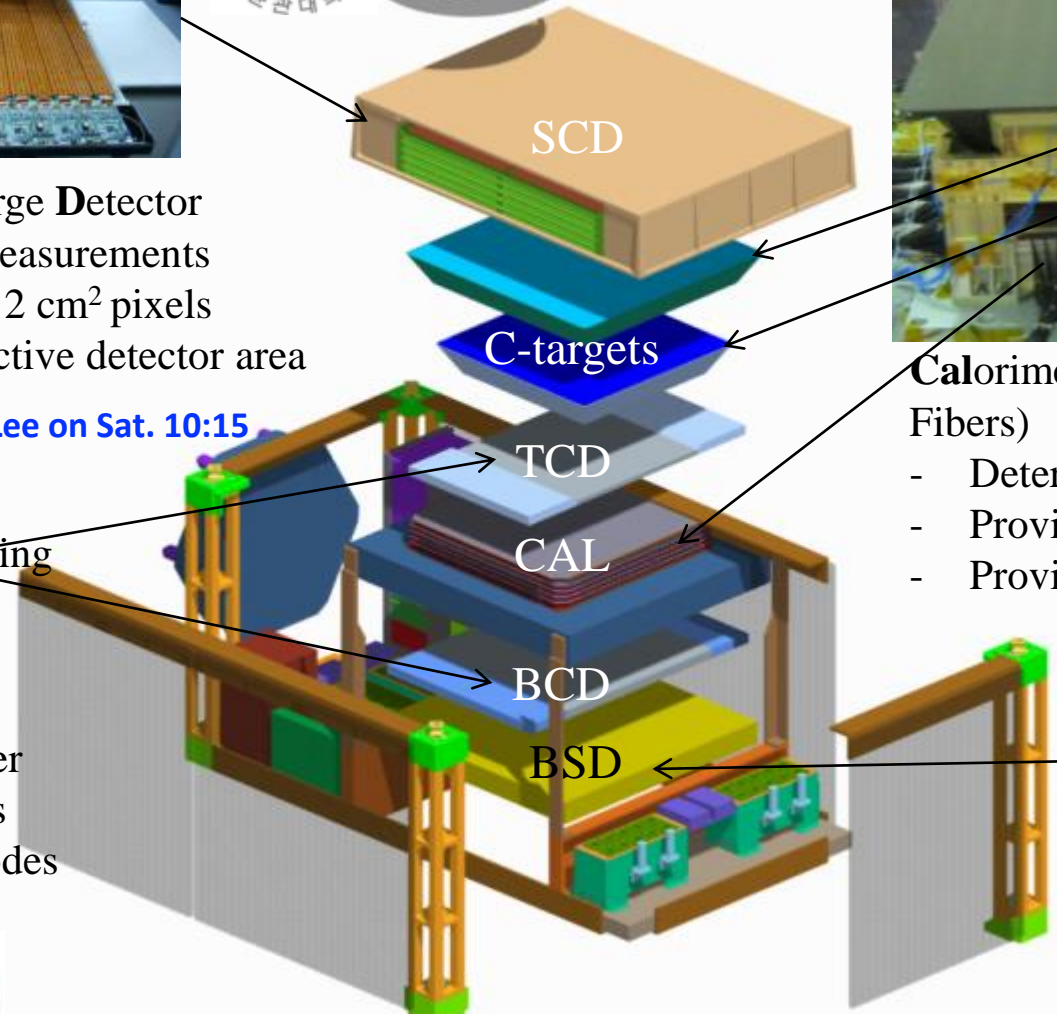 SCD
rge Detector
easurements
2 cm² pixels
ctive detector area
ee on Sat. 10:15
C-targets
TCD
CAL
ing
BCD
BSD
er
s
des
Calorime
Fibers)
- Deter
- Provi
- Provi